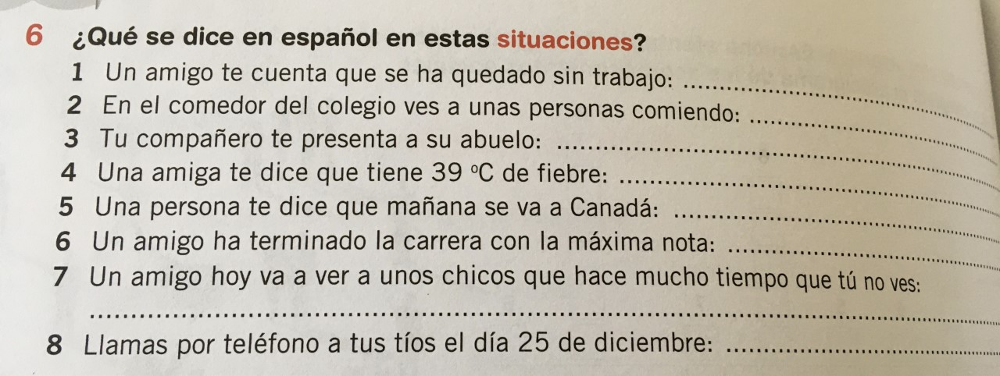 6 ¿Qué se dice en español en estas situaciones?
1 Un amigo te cuenta que se ha quedado sin trabajo: ........................................
2 En el comedor del colegio ves a unas personas comiendo: ........................................
3 Tu compañero te presenta a su abuelo: ........................................
4 Una amiga te dice que tiene 39 ºC de fiebre: ........................................
5 Una persona te dice que mañana se va a Canadá: ........................................
6 Un amigo ha terminado la carrera con la máxima nota: ........................................
7 Un amigo hoy va a ver a unos chicos que hace mucho tiempo que tú no ves:
........................................
8 Llamas por teléfono a tus tíos el día 25 de diciembre: ........................................